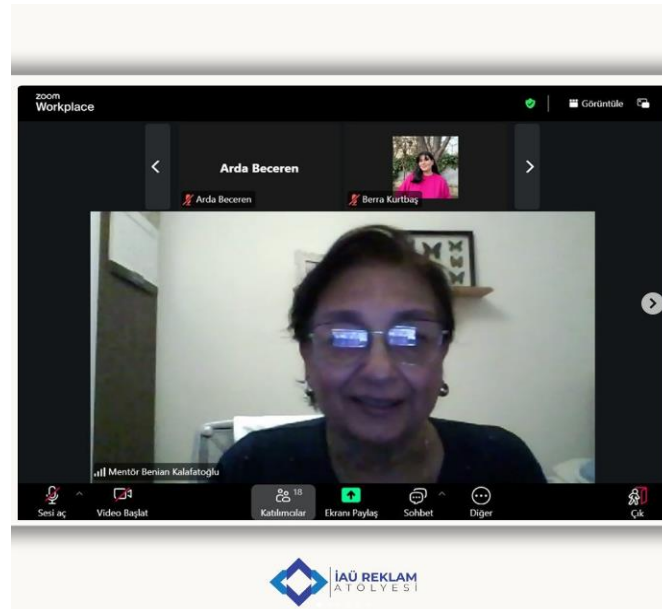 zoom
Workplace
Görüntüle
Arda Beceren
Arda Beceren
Berra Kurtbaş
Mentör Benian Kalafatoğlu
18
Sesi aç
Video Başlat
Katılımcılar
Ekranı Paylaş
Sohbet
Diğer
Çık
İAÜ REKLAM
ATÖLYESİ